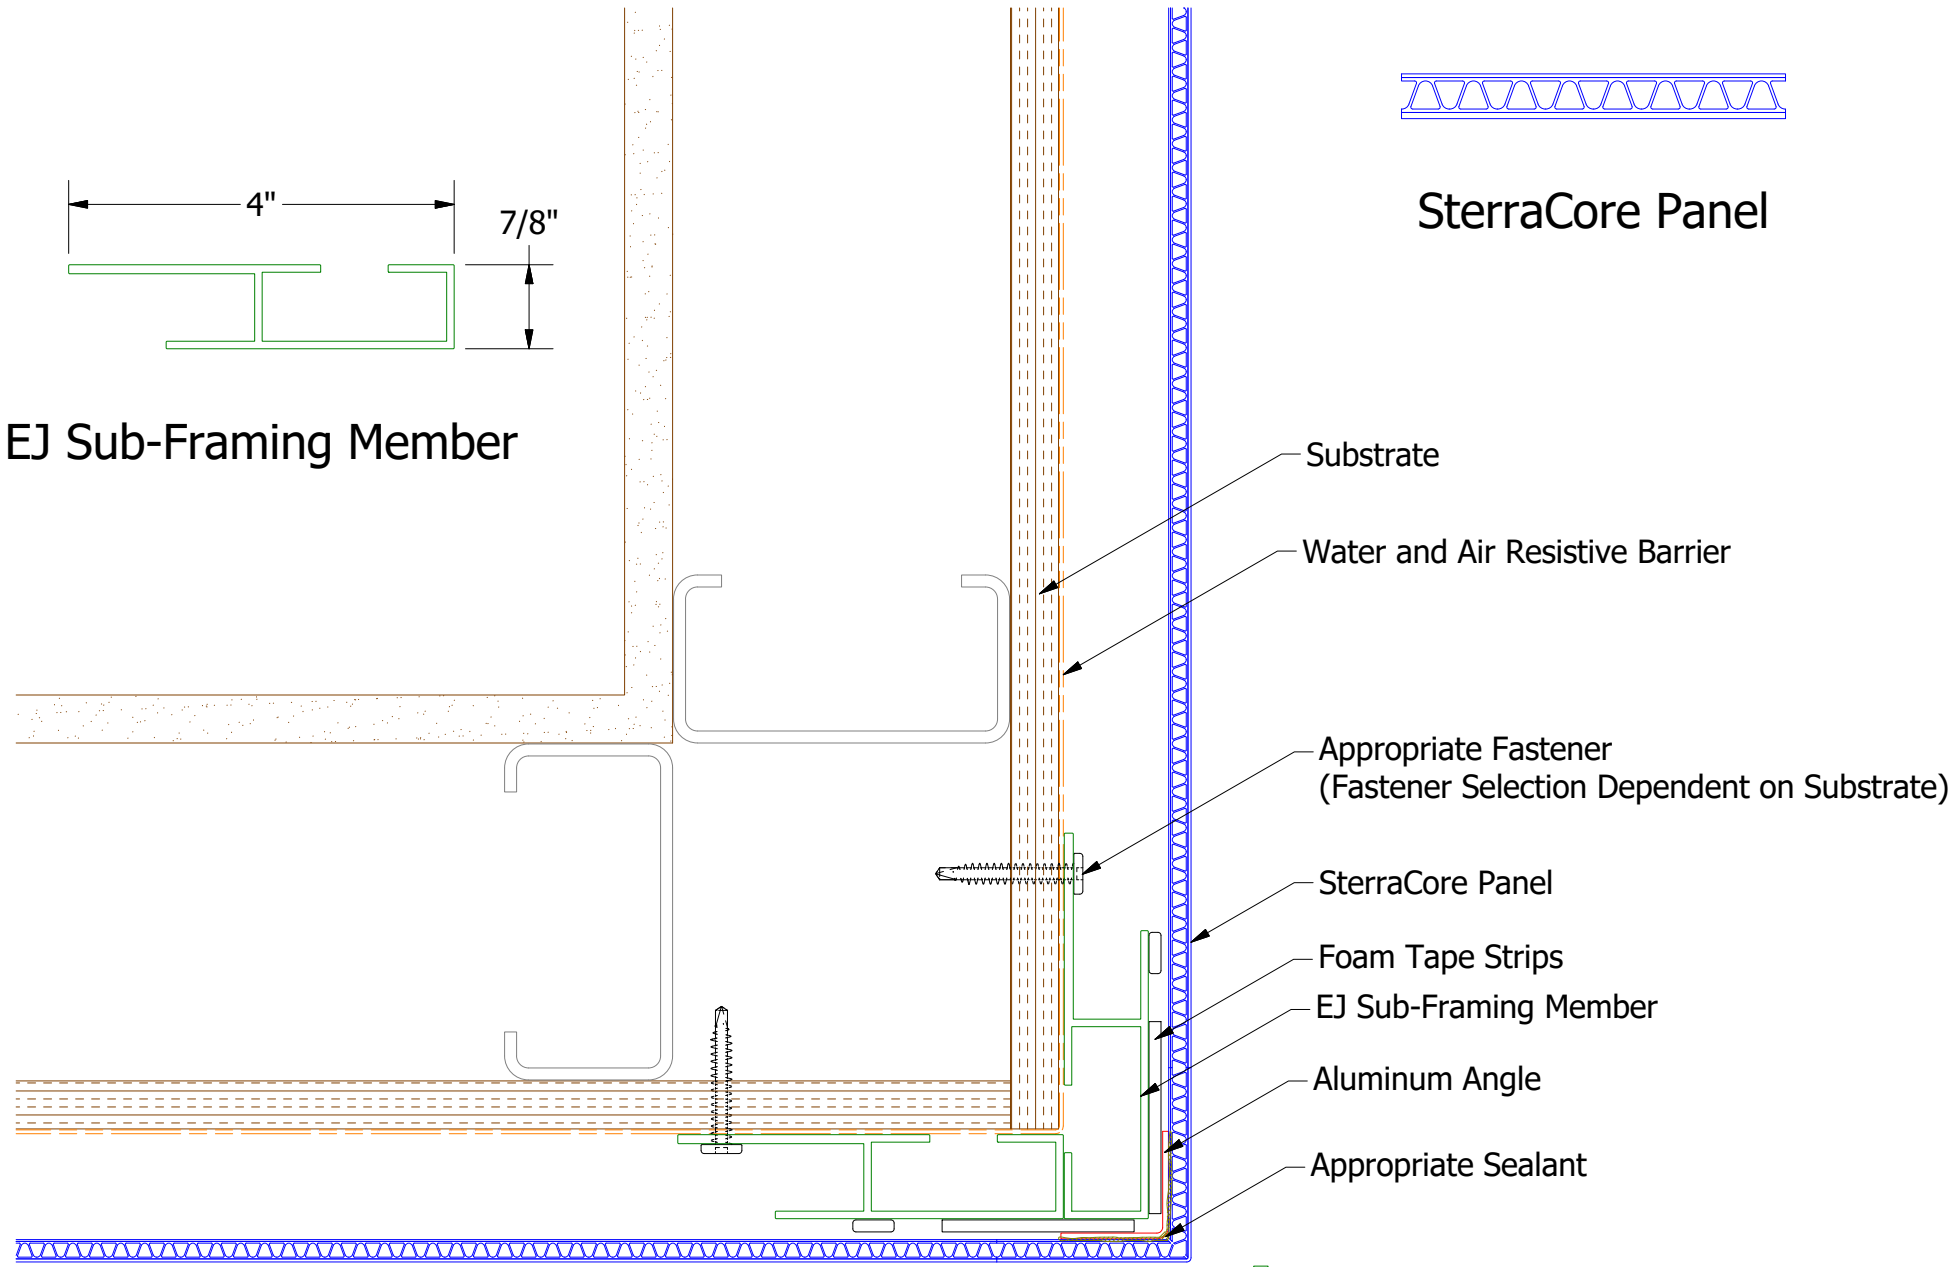 4"
7/8"
SterraCore Panel
EJ Sub-Framing Member
Substrate
Water and Air Resistive Barrier
Appropriate Fastener
(Fastener Selection Dependent on Substrate)
SterraCore Panel
Foam Tape Strips
EJ Sub-Framing Member
Aluminum Angle
Appropriate Sealant